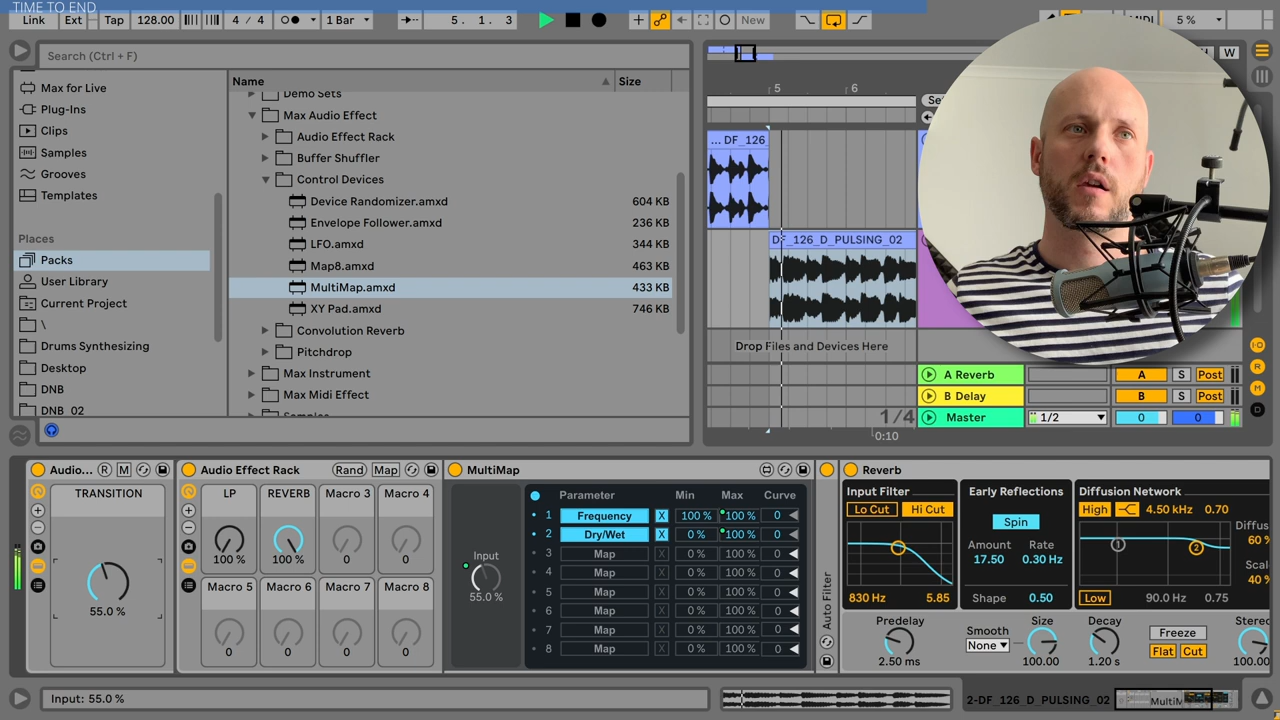 TIME TO END
Link Ext Tap 128.00 4 / 4 1 Bar 5. 1. 3 New MIDI 5 %
Search (Ctrl + F) W
Name Size
Max for Live
Plug-Ins
Clips
Samples
Grooves
Templates
Places
Packs
User Library
Current Project
\
Drums Synthesizing
Desktop
DNB
DNB_02
Demo Sets
Max Audio Effect
Audio Effect Rack
Buffer Shuffler
Control Devices
Device Randomizer.amxd 604 KB
Envelope Follower.amxd 236 KB
LFO.amxd 344 KB
Map8.amxd 463 KB
MultiMap.amxd 433 KB
XY Pad.amxd 746 KB
Convolution Reverb
Pitchdrop
Max Instrument
Max Midi Effect
5 6
... DF_126
DF_126_D_PULSING_02
Drop Files and Devices Here
A Reverb A S Post
B Delay B S Post
1/4 Master 1/2 0 0
0:10
Audio... R M
TRANSITION
55.0 %
Audio Effect Rack Rand Map
LP REVERB Macro 3 Macro 4
100 % 100 % 0 0
Macro 5 Macro 6 Macro 7 Macro 8
0 0 0 0
MultiMap
Input
55.0 %
Parameter Min Max Curve
1 Frequency X 100 % 100 % 0
2 Dry/Wet X 0 % 100 % 0
3 Map X 0 % 100 % 0
4 Map X 0 % 100 % 0
5 Map X 0 % 100 % 0
6 Map X 0 % 100 % 0
7 Map X 0 % 100 % 0
8 Map X 0 % 100 % 0
Auto Filter
Reverb
Input Filter
Lo Cut Hi Cut
830 Hz 5.85
Early Reflections
Spin
Amount Rate
17.50 0.30 Hz
Shape 0.50
Diffusion Network
High 4.50 kHz 0.70
1 2
Low 90.0 Hz 0.75
Diffus
60 %
Scale
40 %
Predelay
2.50 ms
Smooth
None
Size
100.00
Decay
1.20 s
Freeze
Flat Cut
Stereo
100.00
Input: 55.0 %
2-DF_126_D_PULSING_02
MultiM